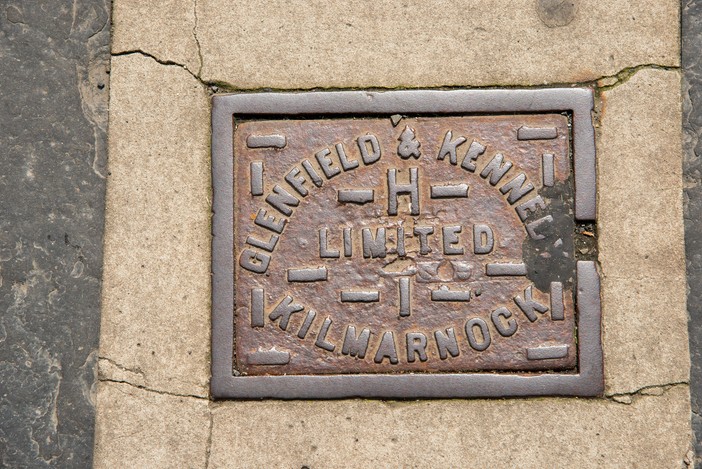 GLENFIELD & KENNEDY
H
LIMITED
KILMARNOCK